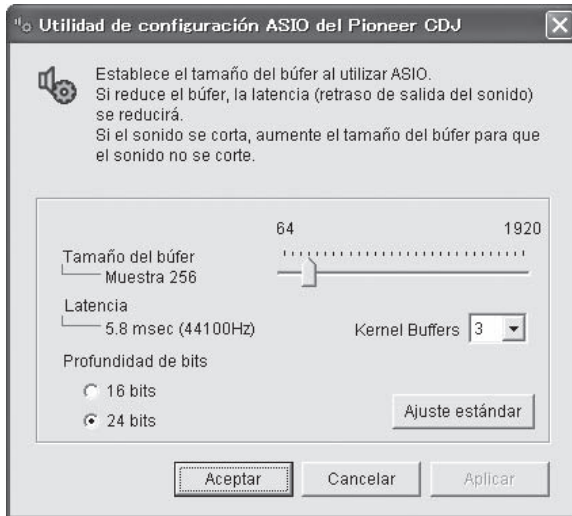 Utilidad de configuración ASIO del Pioneer CDJ
Establece el tamaño del búfer al utilizar ASIO.
Si reduce el búfer, la latencia (retraso de salida del sonido)
se reducirá.
Si el sonido se corta, aumente el tamaño del búfer para que
el sonido no se corte.
64 1920
Tamaño del búfer
Muestra 256
Latencia
5.8 msec (44100Hz)
Kernel Buffers 3
Profundidad de bits
16 bits
24 bits
Ajuste estándar
Aceptar Cancelar Aplicar